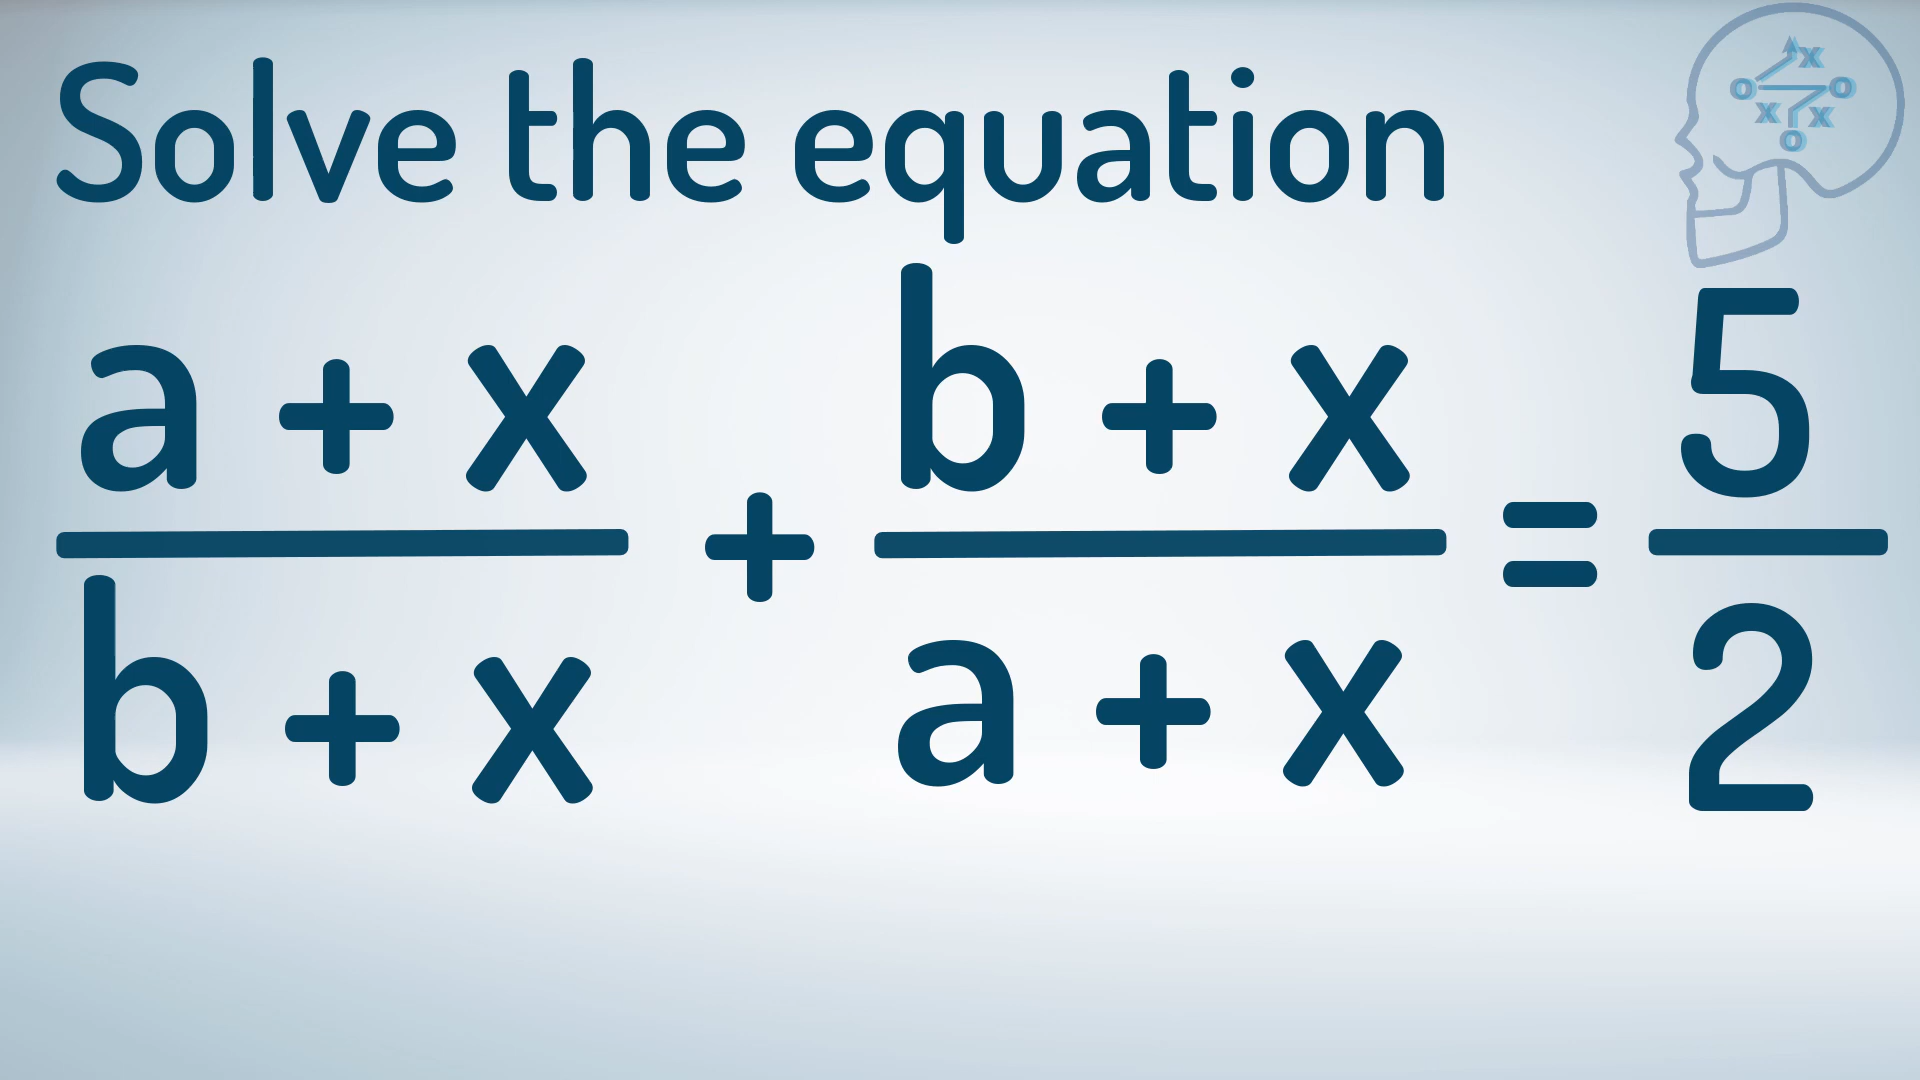 Solve the equation
a + x
b + x
+
b + x
a + x
=
5
2
X
O
O
X
X
O